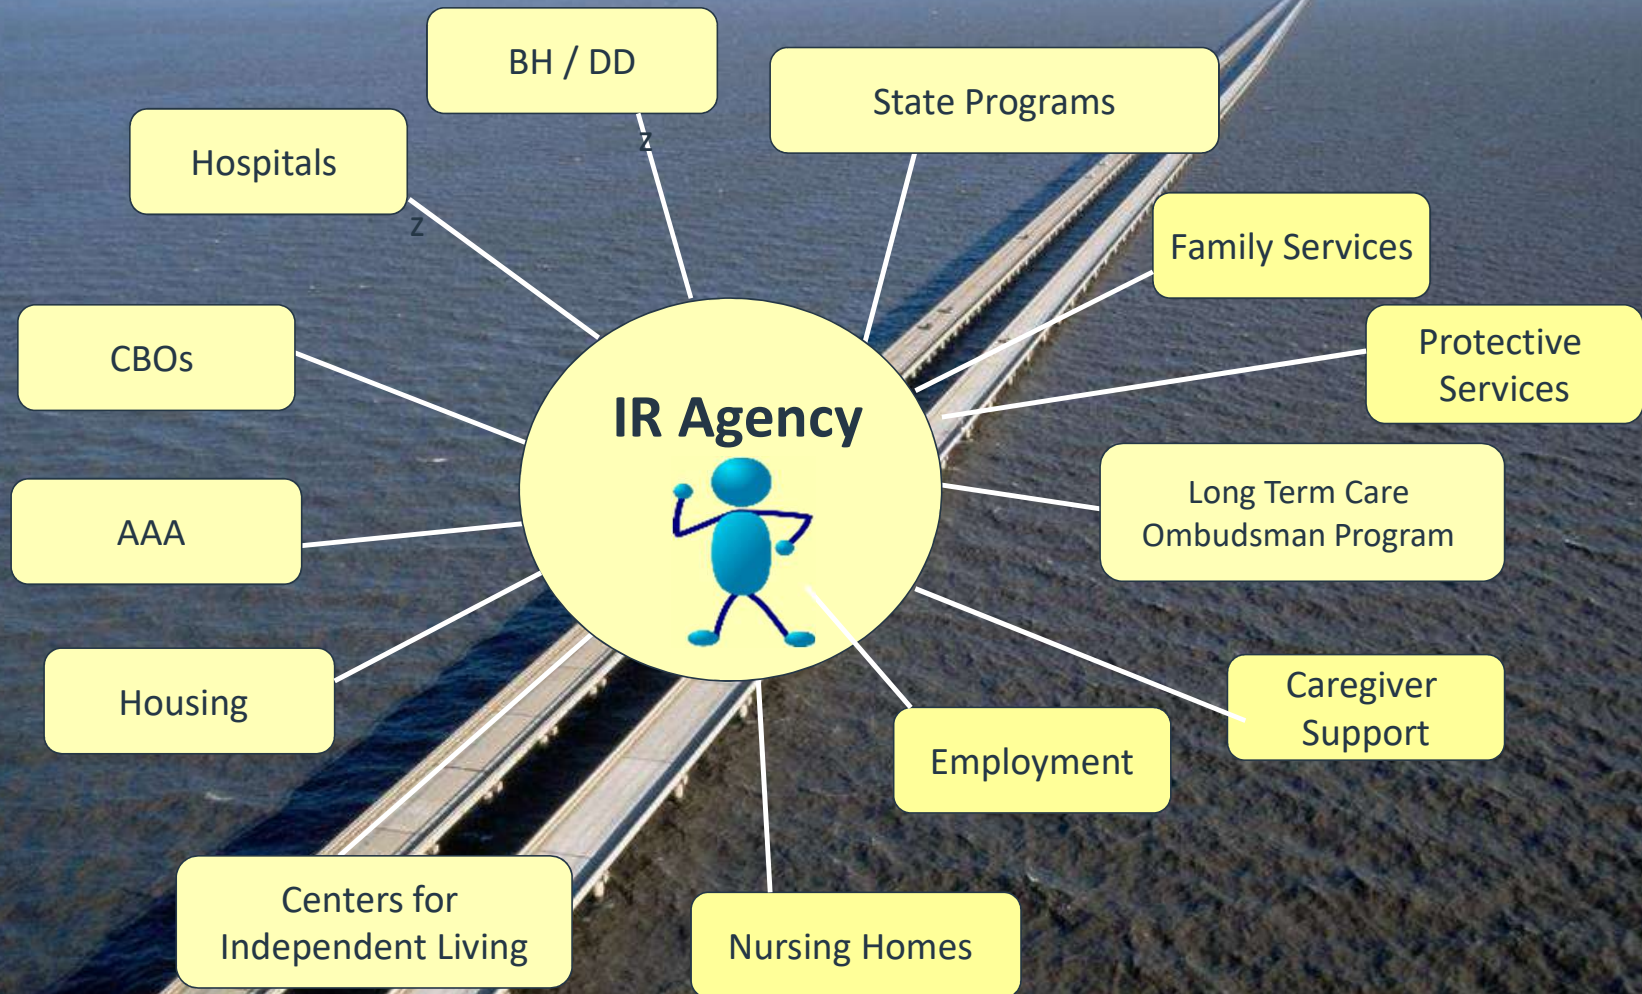 BH / DD
z
State Programs
Hospitals
z
Family Services
CBOs
Protective
Services
IR Agency
Long Term Care
Ombudsman Program
AAA
Housing
Caregiver
Support
Employment
Centers for
Independent Living
Nursing Homes